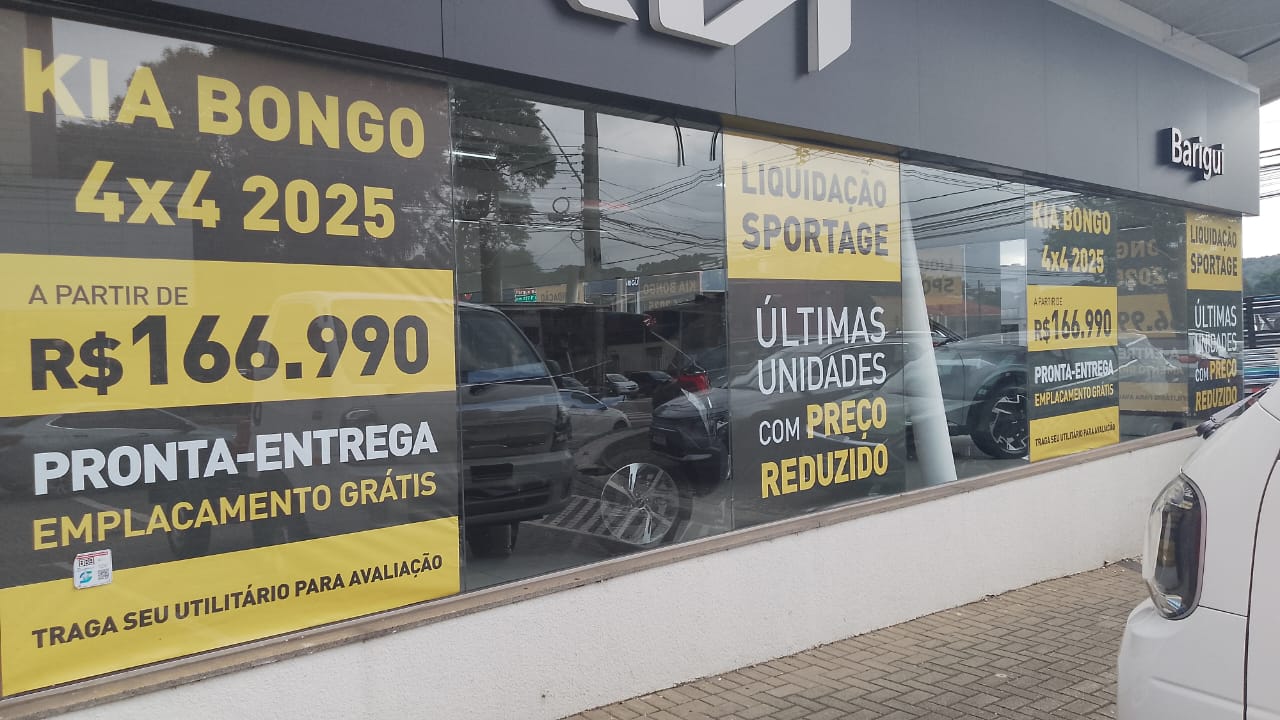 KIA BONGO
4x4 2025
A PARTIR DE
R$166.990
PRONTA-ENTREGA
EMPLACAMENTO GRÁTIS
TRAGA SEU UTILITÁRIO PARA AVALIAÇÃO
LIQUIDAÇÃO
SPORTAGE
ÚLTIMAS
UNIDADES
COM PREÇO
REDUZIDO
Barigui
KIA BONGO
4x4 2025
A PARTIR DE
R$166.990
PRONTA-ENTREGA
EMPLACAMENTO GRÁTIS
TRAGA SEU UTILITÁRIO PARA AVALIAÇÃO
LIQUIDAÇÃO
SPORTAGE
ÚLTIMAS
UNIDADES
COM PREÇO
REDUZIDO